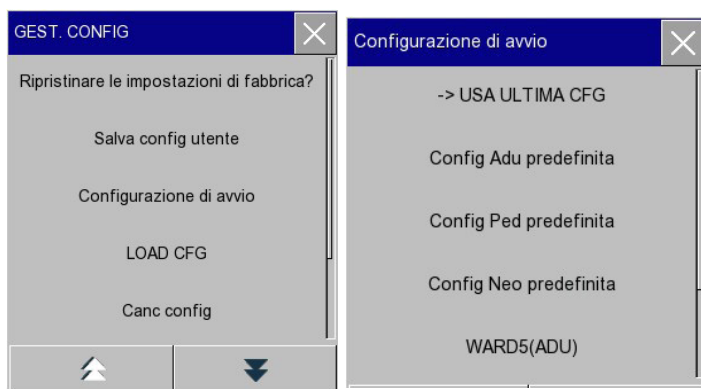 GEST. CONFIG
Ripristinare le impostazioni di fabbrica?
Salva config utente
Configurazione di avvio
LOAD CFG
Canc config
Configurazione di avvio
-> USA ULTIMA CFG
Config Adu predefinita
Config Ped predefinita
Config Neo predefinita
WARD5(ADU)